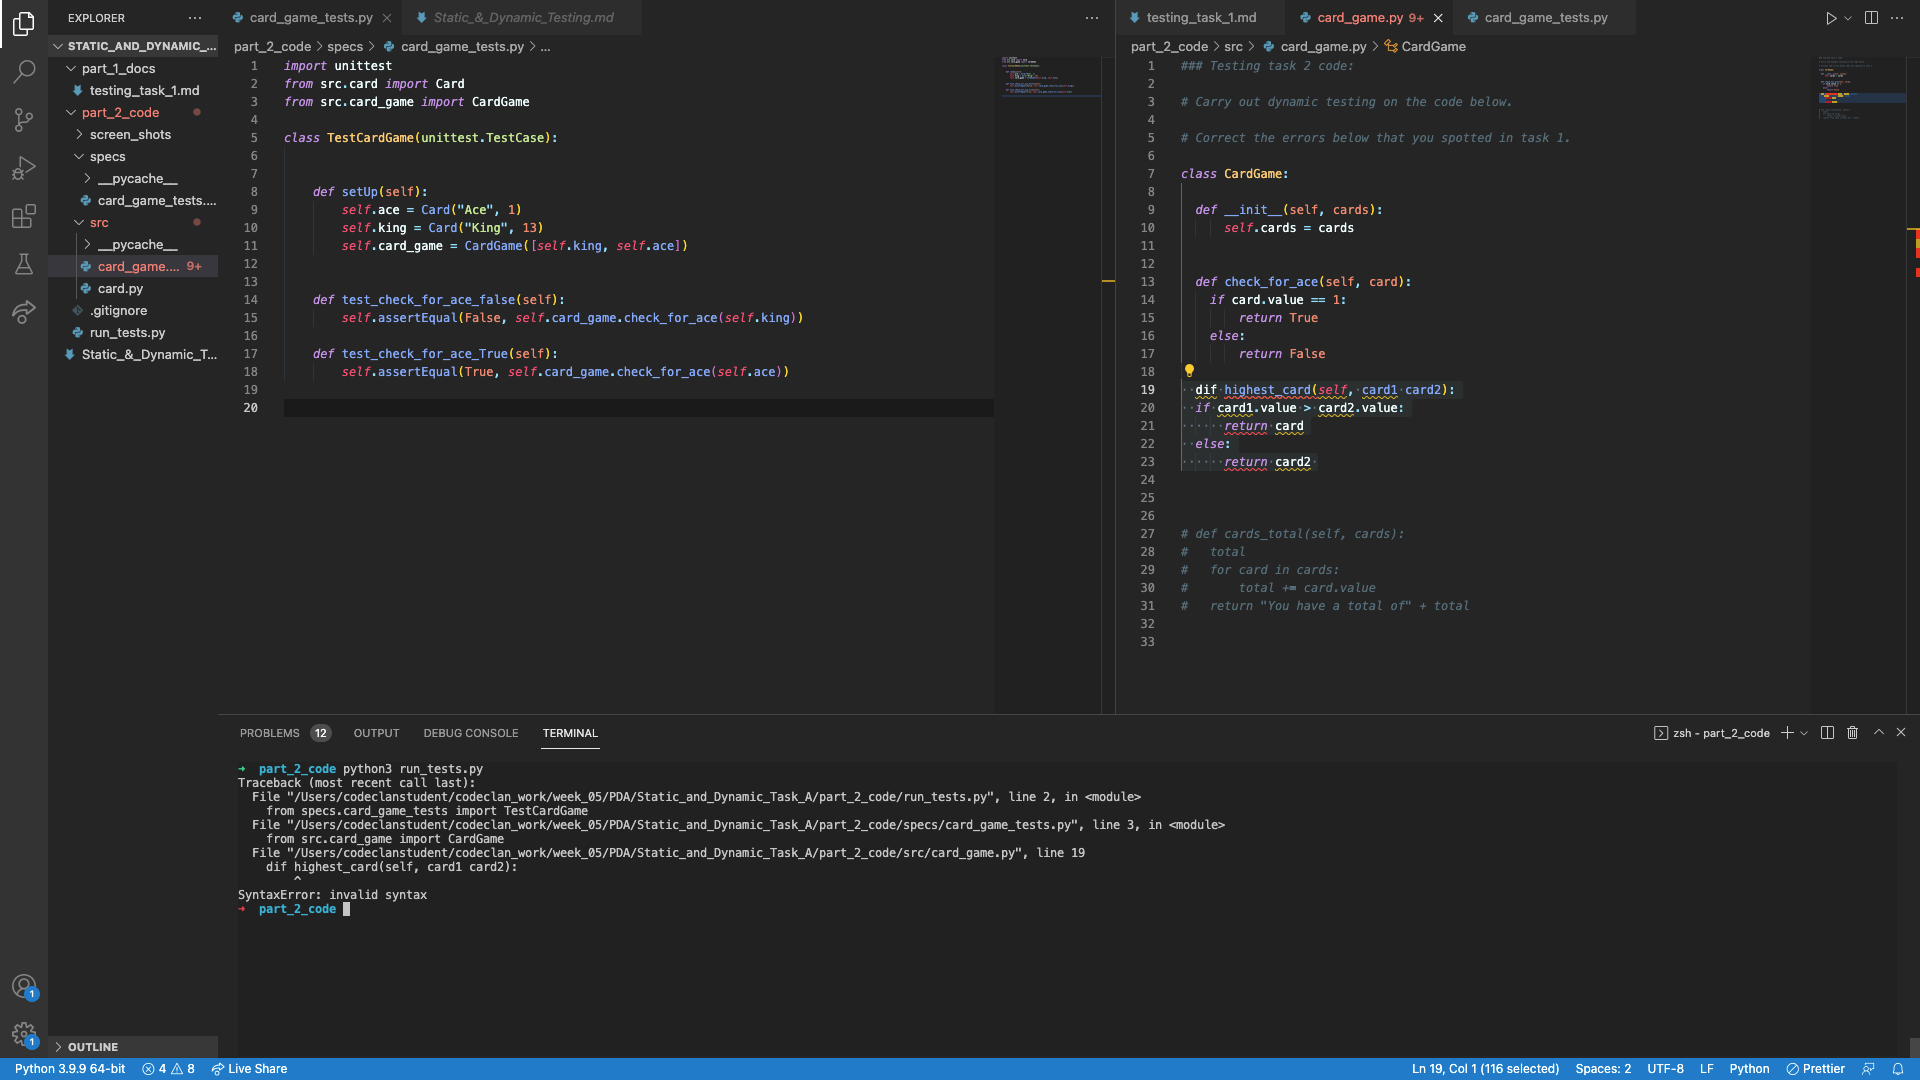 EXPLORER
STATIC_AND_DYNAMIC_...
part_1_docs
testing_task_1.md
part_2_code
screen_shots
specs
__pycache__
card_game_tests....
src
__pycache__
card_game.... 9+
card.py
.gitignore
run_tests.py
Static_&_Dynamic_T...
OUTLINE
card_game_tests.py
Static_&_Dynamic_Testing.md
part_2_code > specs > card_game_tests.py > ...
1 import unittest
2 from src.card import Card
3 from src.card_game import CardGame
4
5 class TestCardGame(unittest.TestCase):
6
7
8 def setUp(self):
9 self.ace = Card("Ace", 1)
10 self.king = Card("King", 13)
11 self.card_game = CardGame([self.king, self.ace])
12
13
14 def test_check_for_ace_false(self):
15 self.assertEqual(False, self.card_game.check_for_ace(self.king))
16
17 def test_check_for_ace_True(self):
18 self.assertEqual(True, self.card_game.check_for_ace(self.ace))
19
20
testing_task_1.md
card_game.py 9+
card_game_tests.py
part_2_code > src > card_game.py > CardGame
1 ### Testing task 2 code:
2
3 # Carry out dynamic testing on the code below.
4
5 # Correct the errors below that you spotted in task 1.
6
7 class CardGame:
8
9 def __init__(self, cards):
10 self.cards = cards
11
12
13 def check_for_ace(self, card):
14 if card.value == 1:
15 return True
16 else:
17 return False
18
19 dif highest_card(self, card1 card2):
20 if card1.value > card2.value:
21 return card
22 else:
23 return card2
24
25
26
27 # def cards_total(self, cards):
28 # total
29 # for card in cards:
30 # total += card.value
31 # return "You have a total of" + total
32
33
PROBLEMS 12 OUTPUT DEBUG CONSOLE TERMINAL
zsh - part_2_code
→ part_2_code python3 run_tests.py
Traceback (most recent call last):
File "/Users/codeclanstudent/codeclan_work/week_05/PDA/Static_and_Dynamic_Task_A/part_2_code/run_tests.py", line 2, in <module>
from specs.card_game_tests import TestCardGame
File "/Users/codeclanstudent/codeclan_work/week_05/PDA/Static_and_Dynamic_Task_A/part_2_code/specs/card_game_tests.py", line 3, in <module>
from src.card_game import CardGame
File "/Users/codeclanstudent/codeclan_work/week_05/PDA/Static_and_Dynamic_Task_A/part_2_code/src/card_game.py", line 19
dif highest_card(self, card1 card2):
^
SyntaxError: invalid syntax
→ part_2_code
1
1
Python 3.9.9 64-bit 4 8 Live Share
Ln 19, Col 1 (116 selected) Spaces: 2 UTF-8 LF Python Prettier